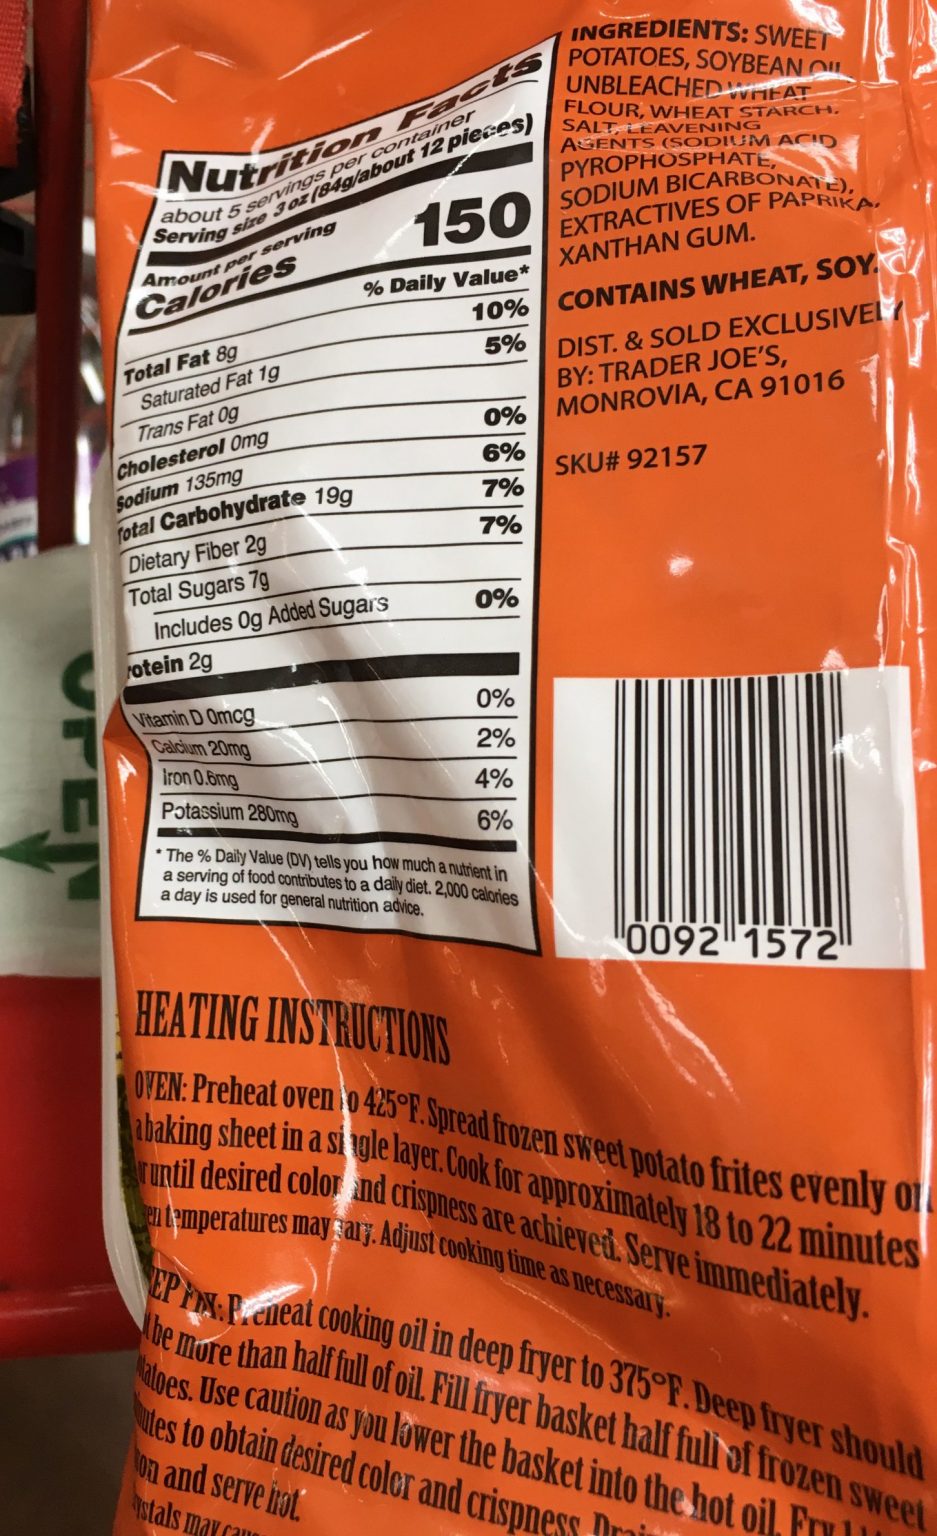 Nutrition Facts
about 5 servings per container
Serving size 3 oz (84g/about 12 pieces)
Amount per serving
Calories 150
% Daily Value*
Total Fat 8g 10%
Saturated Fat 1g 5%
Trans Fat 0g
Cholesterol 0mg 0%
Sodium 135mg 6%
Total Carbohydrate 19g 7%
Dietary Fiber 2g 7%
Total Sugars 7g
Includes 0g Added Sugars 0%
rotein 2g
Vitamin D 0mcg 0%
Calcium 20mg 2%
Iron 0.6mg 4%
Potassium 280mg 6%
* The % Daily Value (DV) tells you how much a nutrient in
a serving of food contributes to a daily diet. 2,000 calories
a day is used for general nutrition advice.
INGREDIENTS: SWEET
POTATOES, SOYBEAN OIL,
UNBLEACHED WHEAT
FLOUR, WHEAT STARCH,
SALT, LEAVENING
AGENTS (SODIUM ACID
PYROPHOSPHATE,
SODIUM BICARBONATE),
EXTRACTIVES OF PAPRIKA,
XANTHAN GUM.
CONTAINS WHEAT, SOY.
DIST. & SOLD EXCLUSIVELY
BY: TRADER JOE'S,
MONROVIA, CA 91016
SKU# 92157
0092 1572
OPEN
HEATING INSTRUCTIONS
OVEN: Preheat oven to 425°F. Spread frozen sweet potato frites evenly on
a baking sheet in a single layer. Cook for approximately 18 to 22 minutes
or until desired color and crispness are achieved. Serve immediately.
en temperatures may vary. Adjust cooking time as necessary.
EEP FRY: Preheat cooking oil in deep fryer to 375°F. Deep fryer should
t be more than half full of oil. Fill fryer basket half full of frozen sweet
tatoes. Use caution as you lower the basket into the hot oil. Fry
utes to obtain desired color and crispness.
on and serve hot.
ystals may